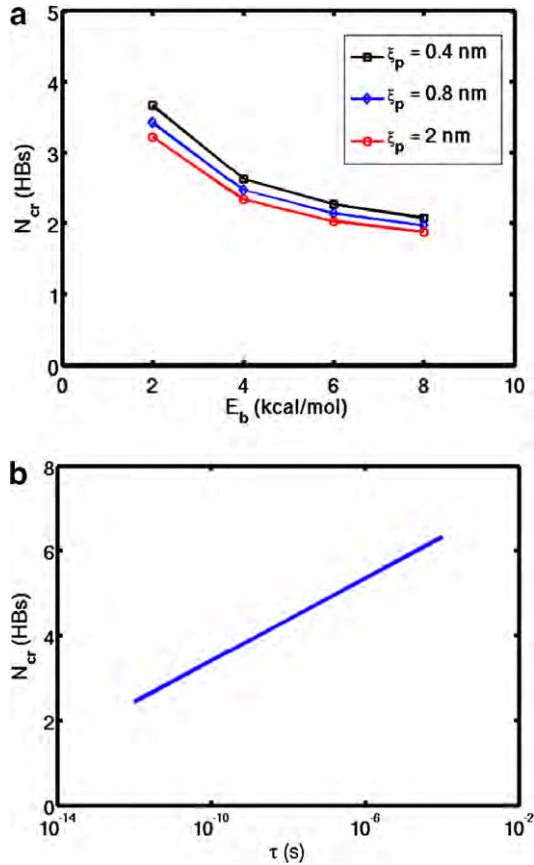 a
5
4
3
2
1
0
N_cr (HBs)
ξ_p = 0.4 nm
ξ_p = 0.8 nm
ξ_p = 2 nm
0 2 4 6 8 10
E_b (kcal/mol)
b
8
6
4
2
0
N_cr (HBs)
10^-14 10^-10 10^-6 10^-2
τ (s)